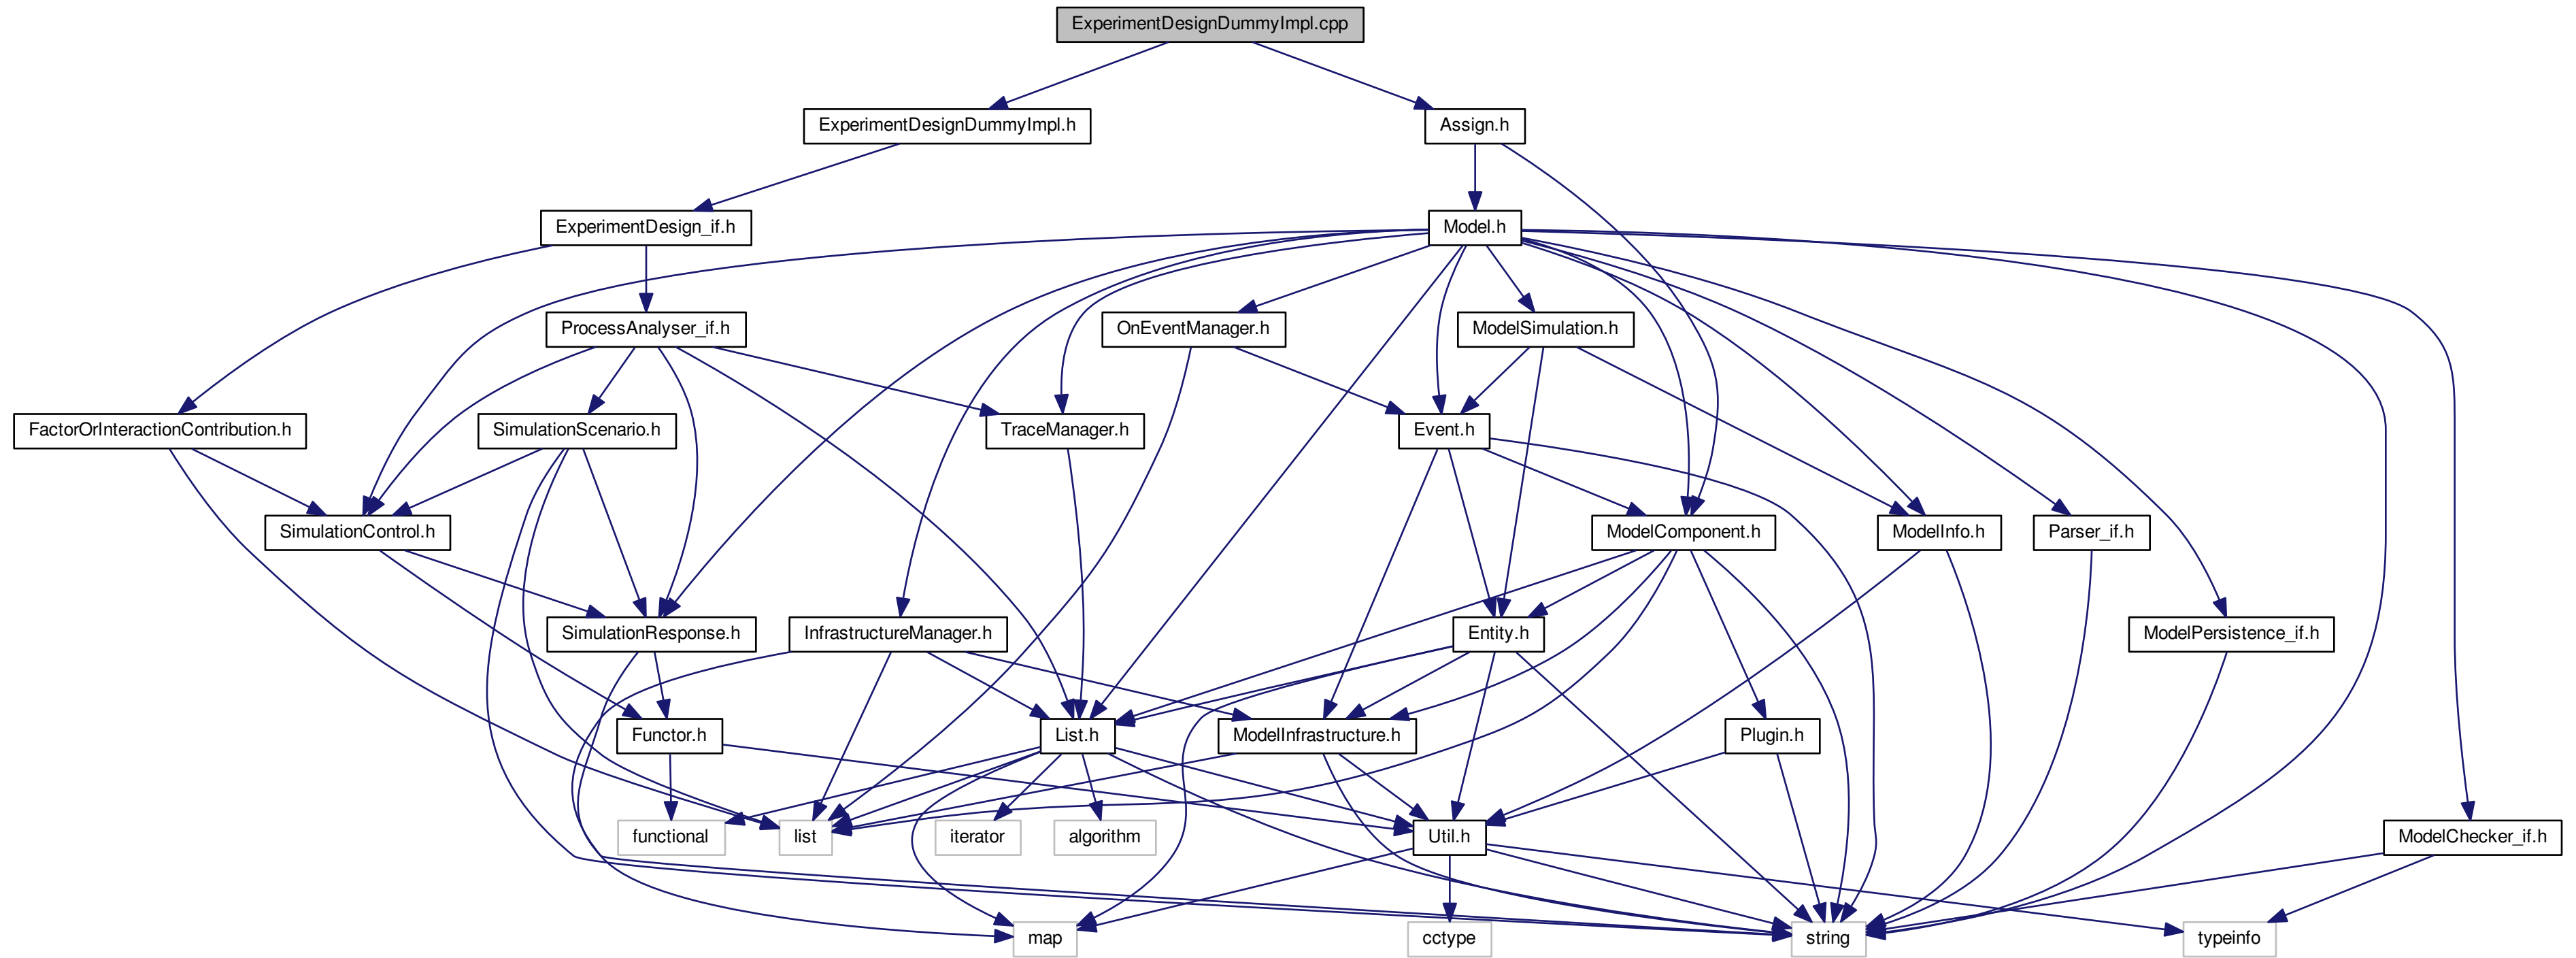 ExperimentDesignDummyImpl.cpp
ExperimentDesignDummyImpl.h
Assign.h
ExperimentDesign_if.h
Model.h
ProcessAnalyser_if.h
OnEventManager.h
ModelSimulation.h
FactorOrInteractionContribution.h
SimulationScenario.h
TraceManager.h
Event.h
SimulationControl.h
ModelComponent.h
ModelInfo.h
Parser_if.h
SimulationResponse.h
InfrastructureManager.h
Entity.h
ModelPersistence_if.h
Functor.h
List.h
ModelInfrastructure.h
Plugin.h
functional
list
iterator
algorithm
Util.h
ModelChecker_if.h
map
cctype
string
typeinfo